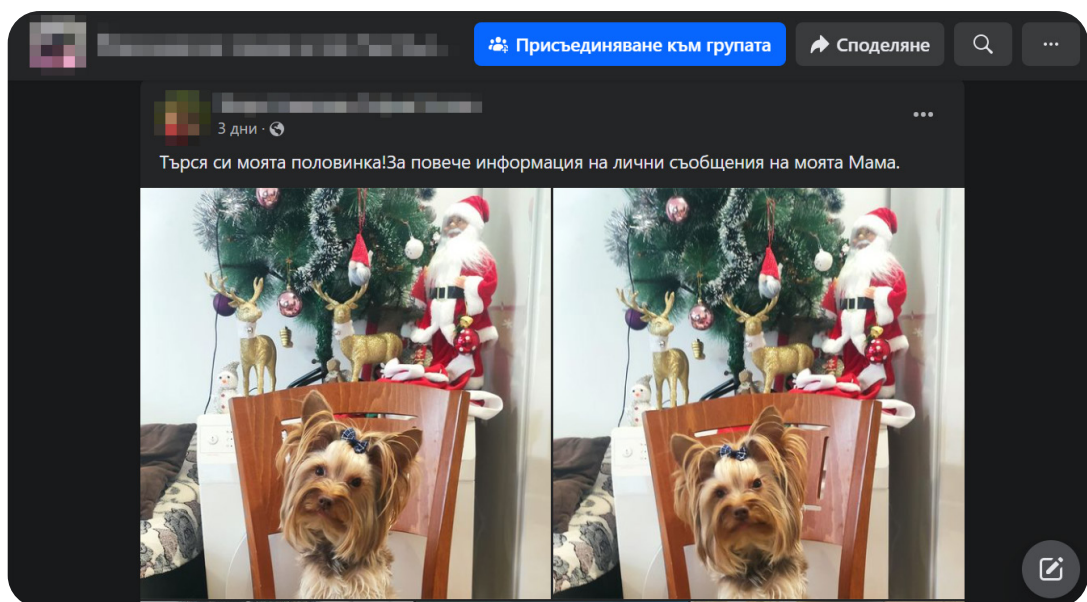 Присъединяване към групата
Споделяне
3 дни ·
Търся си моята половинка!За повече информация на лични съобщения на моята Мама.